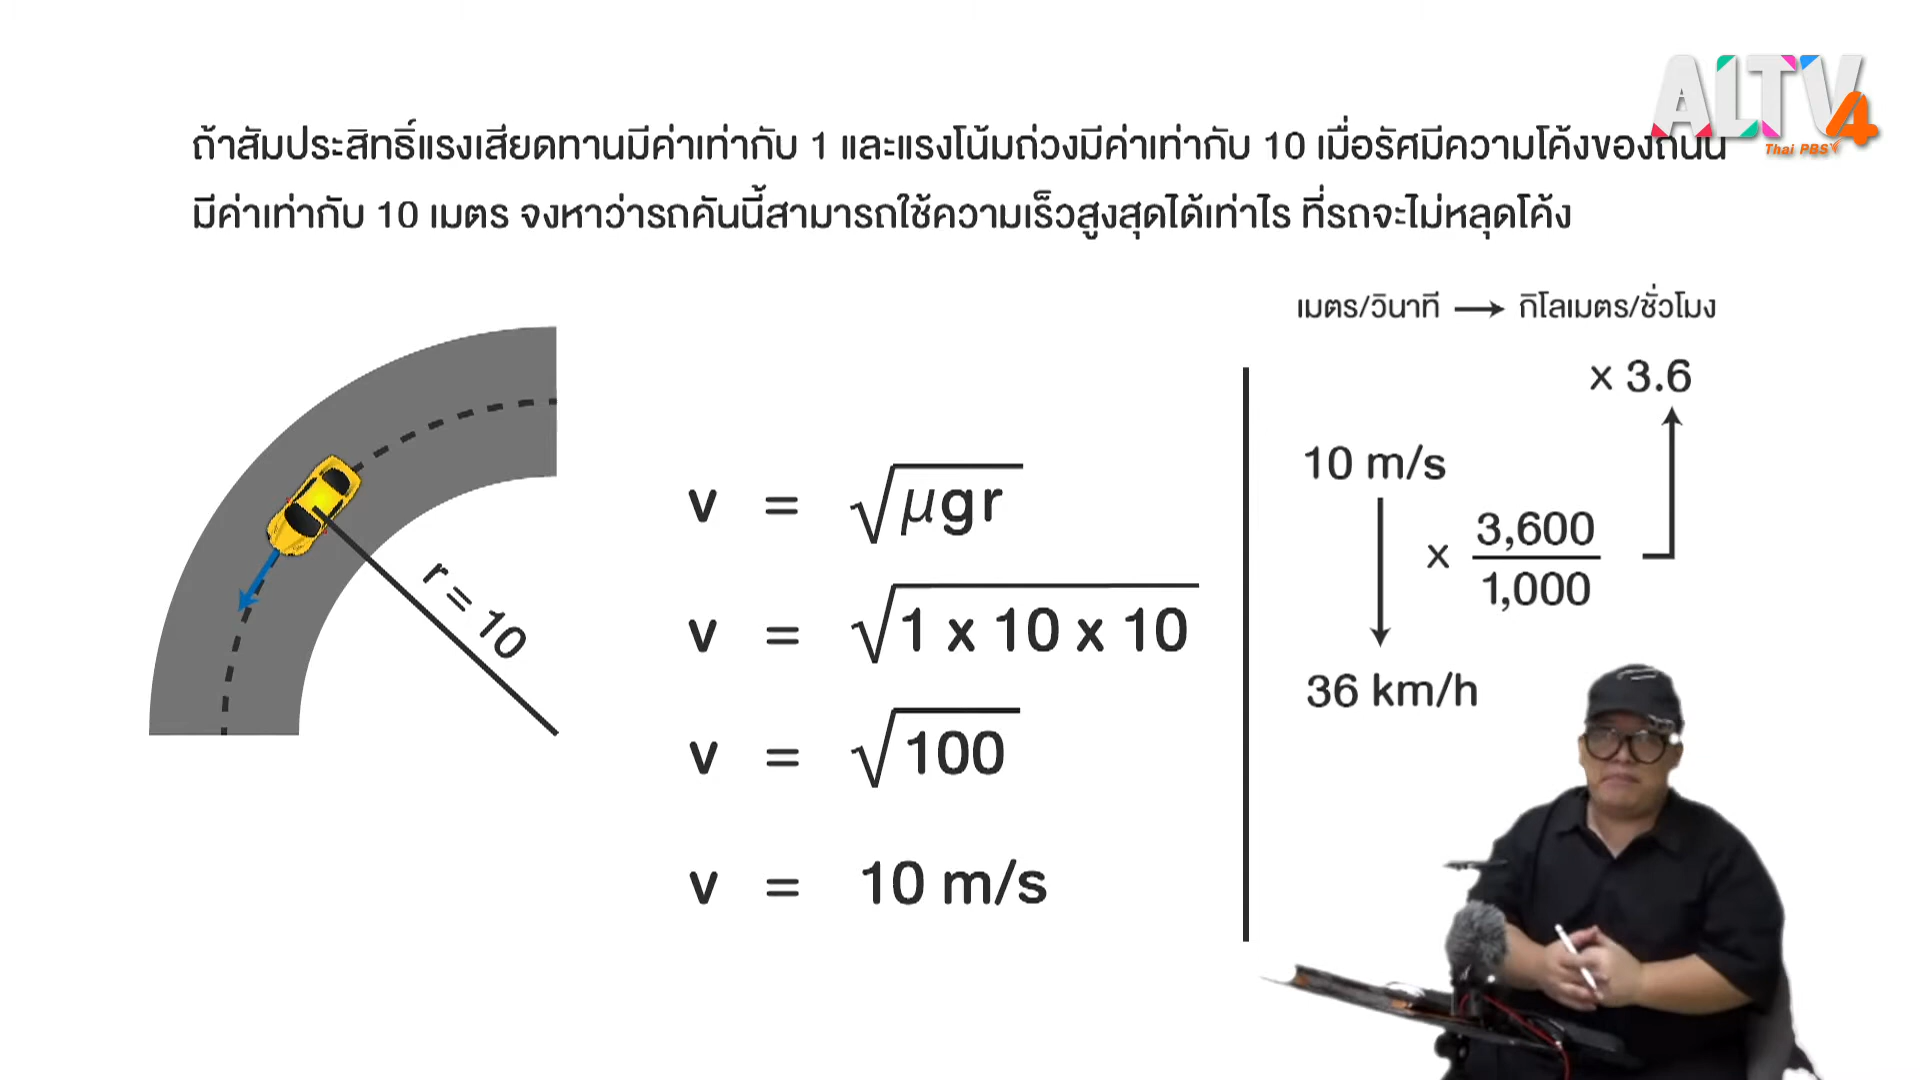 ALTV4
Thai PBS
ถ้าสัมประสิทธิ์แรงเสียดทานมีค่าเท่ากับ 1 และแรงโน้มถ่วงมีค่าเท่ากับ 10 เมื่อรัศมีความโค้งของถนน
มีค่าเท่ากับ 10 เมตร จงหาว่ารถคันนี้สามารถใช้ความเร็วสูงสุดได้เท่าไร ที่รถจะไม่หลุดโค้ง
r = 10
v = √μgr
v = √1 x 10 x 10
v = √100
v = 10 m/s
เมตร/วินาที → กิโลเมตร/ชั่วโมง
x 3.6
10 m/s
x 3,600
1,000
36 km/h